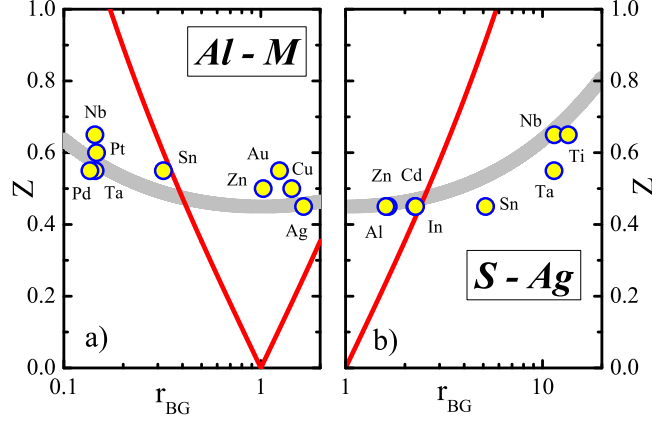 1.0
0.8
0.6
0.4
0.2
0.0
Z
Al - M
Nb
Pt
Pd
Ta
Sn
Au
Zn
Cu
Ag
a)
0.1
1
r_BG
S - Ag
Nb
Ti
Ta
Zn
Cd
Al
In
Sn
b)
1
10
r_BG
1.0
0.8
0.6
0.4
0.2
0.0
Z